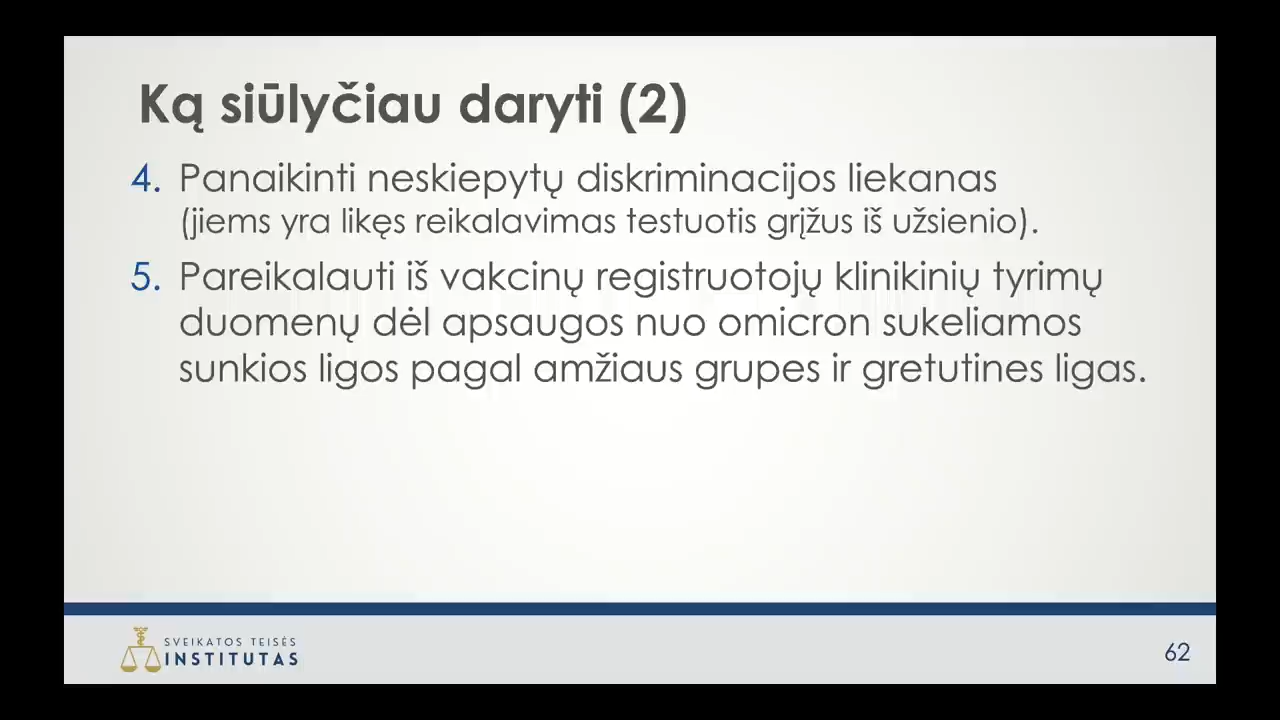 Ką siūlyčiau daryti (2)
4. Panaikinti neskiepytų diskriminacijos liekanas
(jiems yra likęs reikalavimas testuotis grįžus iš užsienio).
5. Pareikalauti iš vakcinų registruotojų klinikinių tyrimų
duomenų dėl apsaugos nuo omicron sukeliamos
sunkios ligos pagal amžiaus grupes ir gretutines ligas.
SVEIKATOS TEISĖS
INSTITUTAS
62